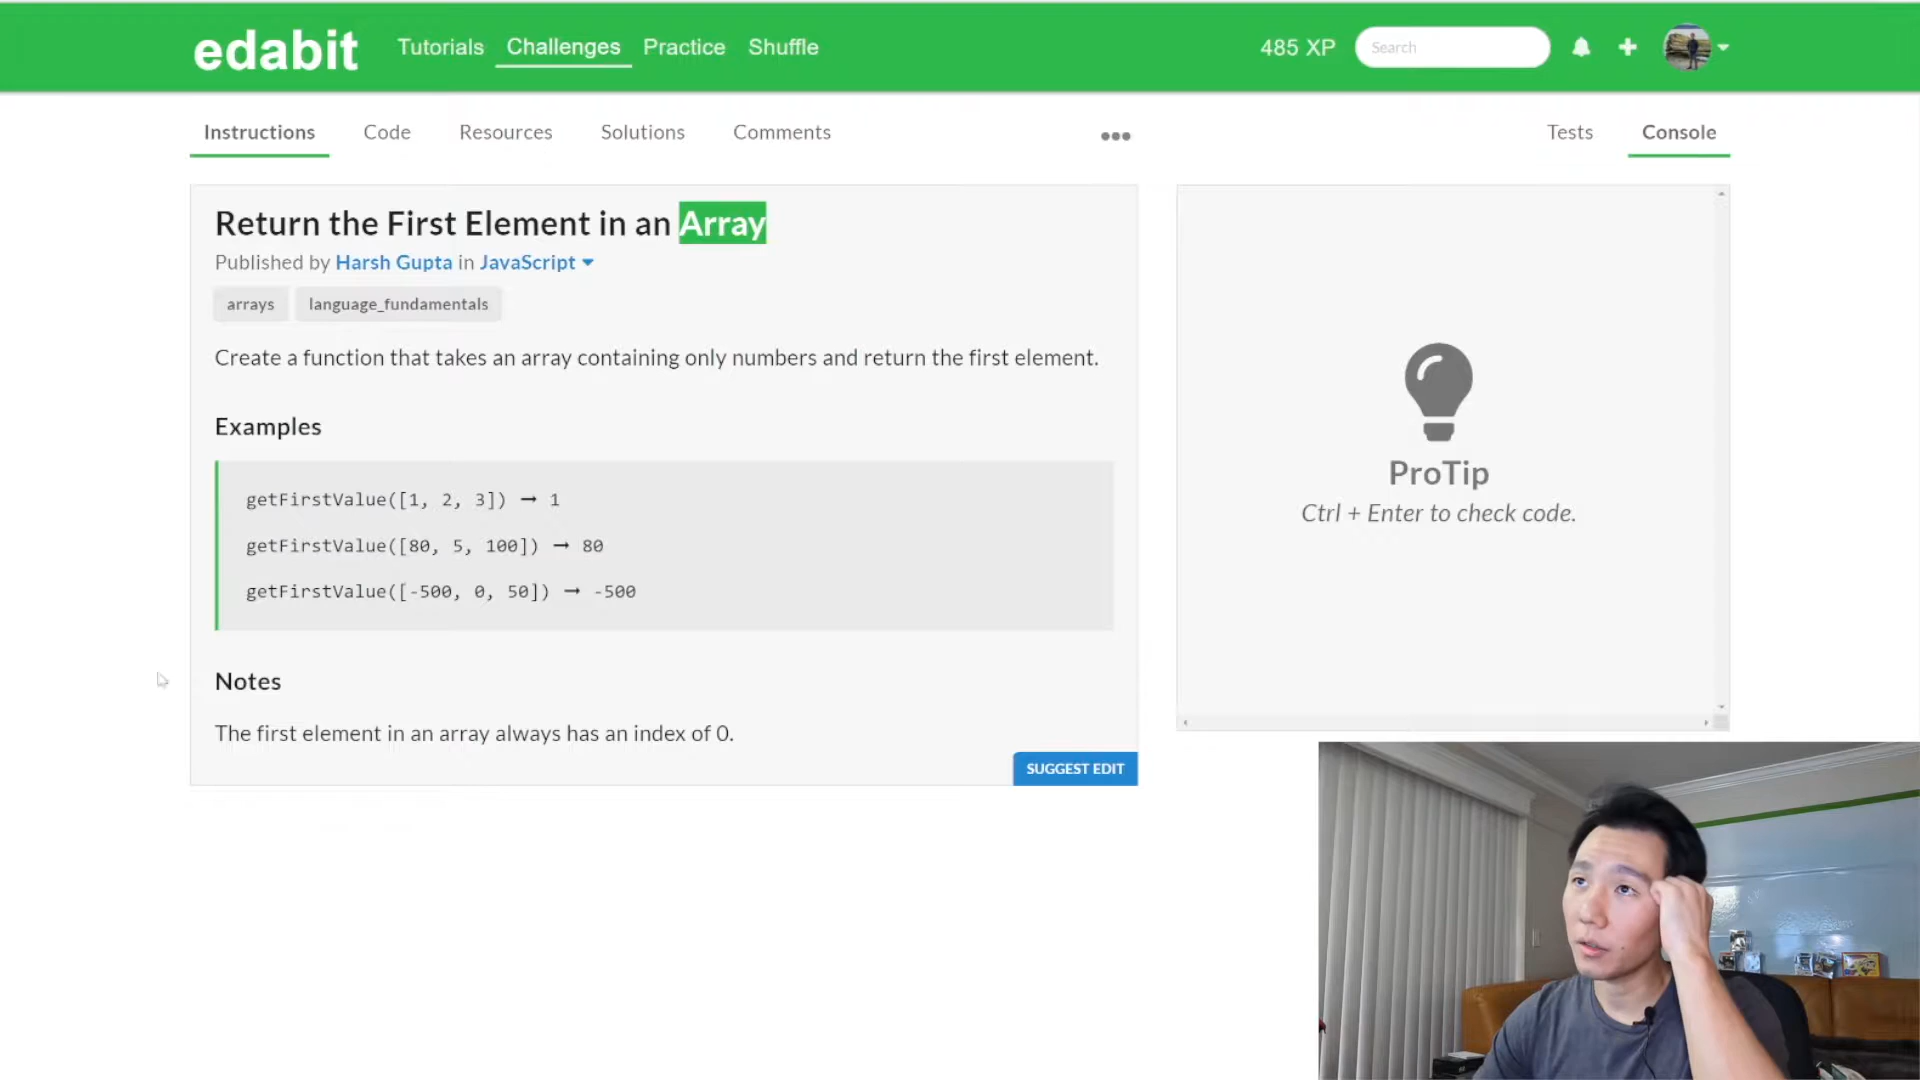 edabit
Tutorials Challenges Practice Shuffle
485 XP
Search
Instructions Code Resources Solutions Comments
Tests Console
Return the First Element in an Array
Published by Harsh Gupta in JavaScript
arrays language_fundamentals
Create a function that takes an array containing only numbers and return the first element.
Examples
getFirstValue([1, 2, 3]) ➞ 1
getFirstValue([80, 5, 100]) ➞ 80
getFirstValue([-500, 0, 50]) ➞ -500
Notes
The first element in an array always has an index of 0.
SUGGEST EDIT
ProTip
Ctrl + Enter to check code.